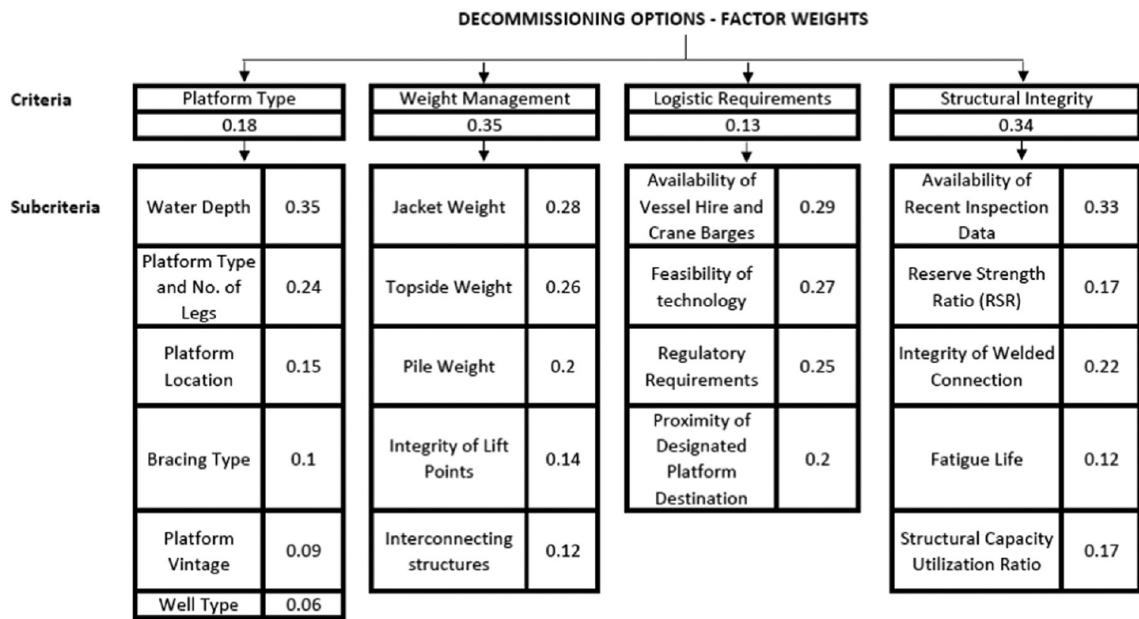 DECOMMISSIONING OPTIONS - FACTOR WEIGHTS
Criteria
Platform Type
0.18
Weight Management
0.35
Logistic Requirements
0.13
Structural Integrity
0.34
Subcriteria
Water Depth
0.35
Platform Type
and No. of
Legs
0.24
Platform
Location
0.15
Bracing Type
0.1
Platform
Vintage
0.09
Well Type
0.06
Jacket Weight
0.28
Topside Weight
0.26
Pile Weight
0.2
Integrity of Lift
Points
0.14
Interconnecting
structures
0.12
Availability of
Vessel Hire and
Crane Barges
0.29
Feasibility of
technology
0.27
Regulatory
Requirements
0.25
Proximity of
Designated
Platform
Destination
0.2
Availability of
Recent Inspection
Data
0.33
Reserve Strength
Ratio (RSR)
0.17
Integrity of Welded
Connection
0.22
Fatigue Life
0.12
Structural Capacity
Utilization Ratio
0.17